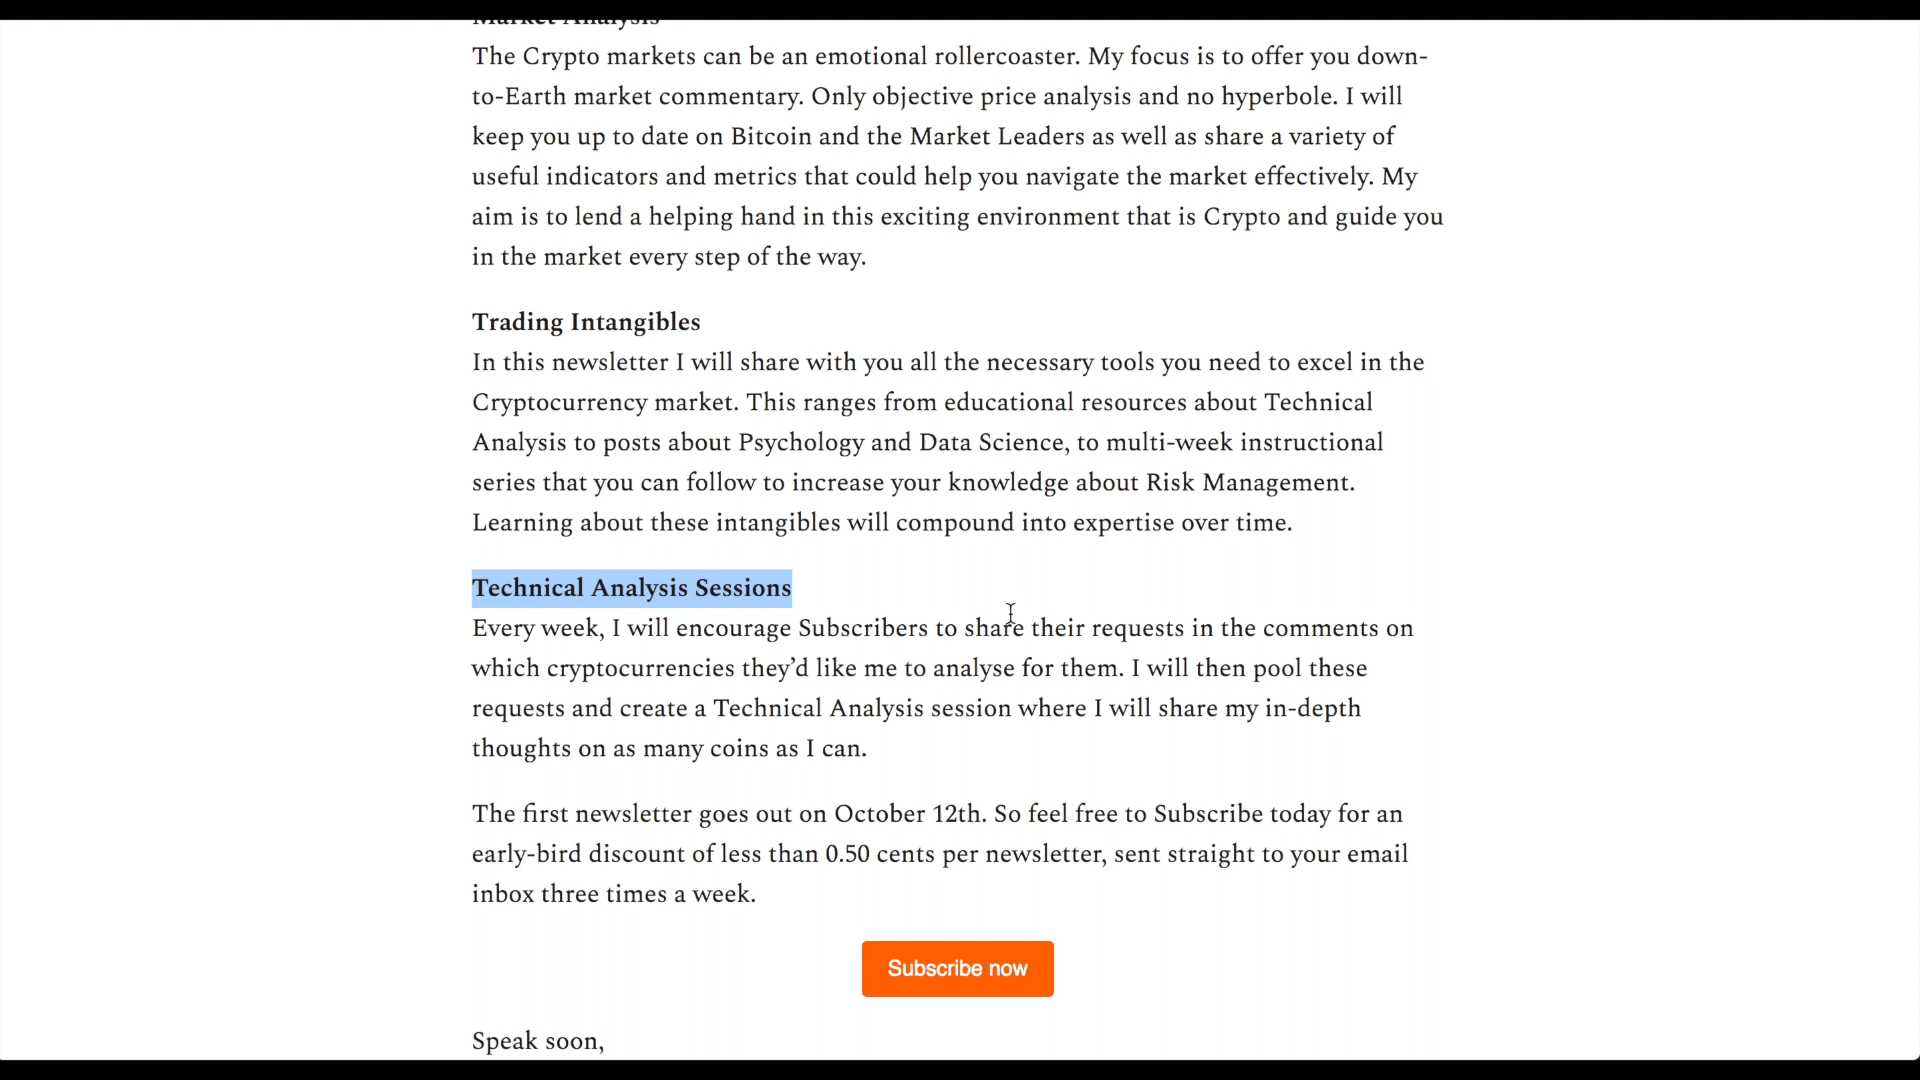 Market Analysis
The Crypto markets can be an emotional rollercoaster. My focus is to offer you down-
to-Earth market commentary. Only objective price analysis and no hyperbole. I will
keep you up to date on Bitcoin and the Market Leaders as well as share a variety of
useful indicators and metrics that could help you navigate the market effectively. My
aim is to lend a helping hand in this exciting environment that is Crypto and guide you
in the market every step of the way.
Trading Intangibles
In this newsletter I will share with you all the necessary tools you need to excel in the
Cryptocurrency market. This ranges from educational resources about Technical
Analysis to posts about Psychology and Data Science, to multi-week instructional
series that you can follow to increase your knowledge about Risk Management.
Learning about these intangibles will compound into expertise over time.
Technical Analysis Sessions
Every week, I will encourage Subscribers to share their requests in the comments on
which cryptocurrencies they’d like me to analyse for them. I will then pool these
requests and create a Technical Analysis session where I will share my in-depth
thoughts on as many coins as I can.
The first newsletter goes out on October 12th. So feel free to Subscribe today for an
early-bird discount of less than 0.50 cents per newsletter, sent straight to your email
inbox three times a week.
Subscribe now
Speak soon,